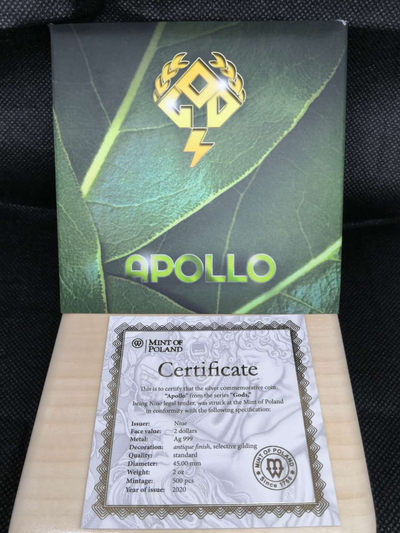 GOD
APOLLO
MINT OF
POLAND
Certificate
This is to certify that the silver commemorative coin
"Apollo" from the series "Gods,"
being Niue legal tender, was struck at the Mint of Poland
in conformity with the following specification:
Issuer: Niue
Face value: 2 dollars
Metal: Ag 999
Decoration: antique finish, selective gilding
Quality: standard
Diameter: 45.00 mm
Weight: 2 oz
Mintage: 500 pcs
Year of issue: 2020
MINT OF POLAND
Since 1766